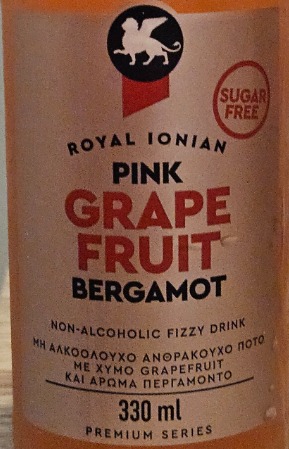 SUGAR
FREE
ROYAL IONIAN
PINK
GRAPE
FRUIT
BERGAMOT
NON-ALCOHOLIC FIZZY DRINK
ΜΗ ΑΛΚΟΟΛΟΥΧΟ ΑΝΘΡΑΚΟΥΧΟ ΠΟΤΟ
ΜΕ ΧΥΜΟ GRAPEFRUIT
ΚΑΙ ΑΡΩΜΑ ΠΕΡΓΑΜΟΝΤΟ
330 ml
PREMIUM SERIES